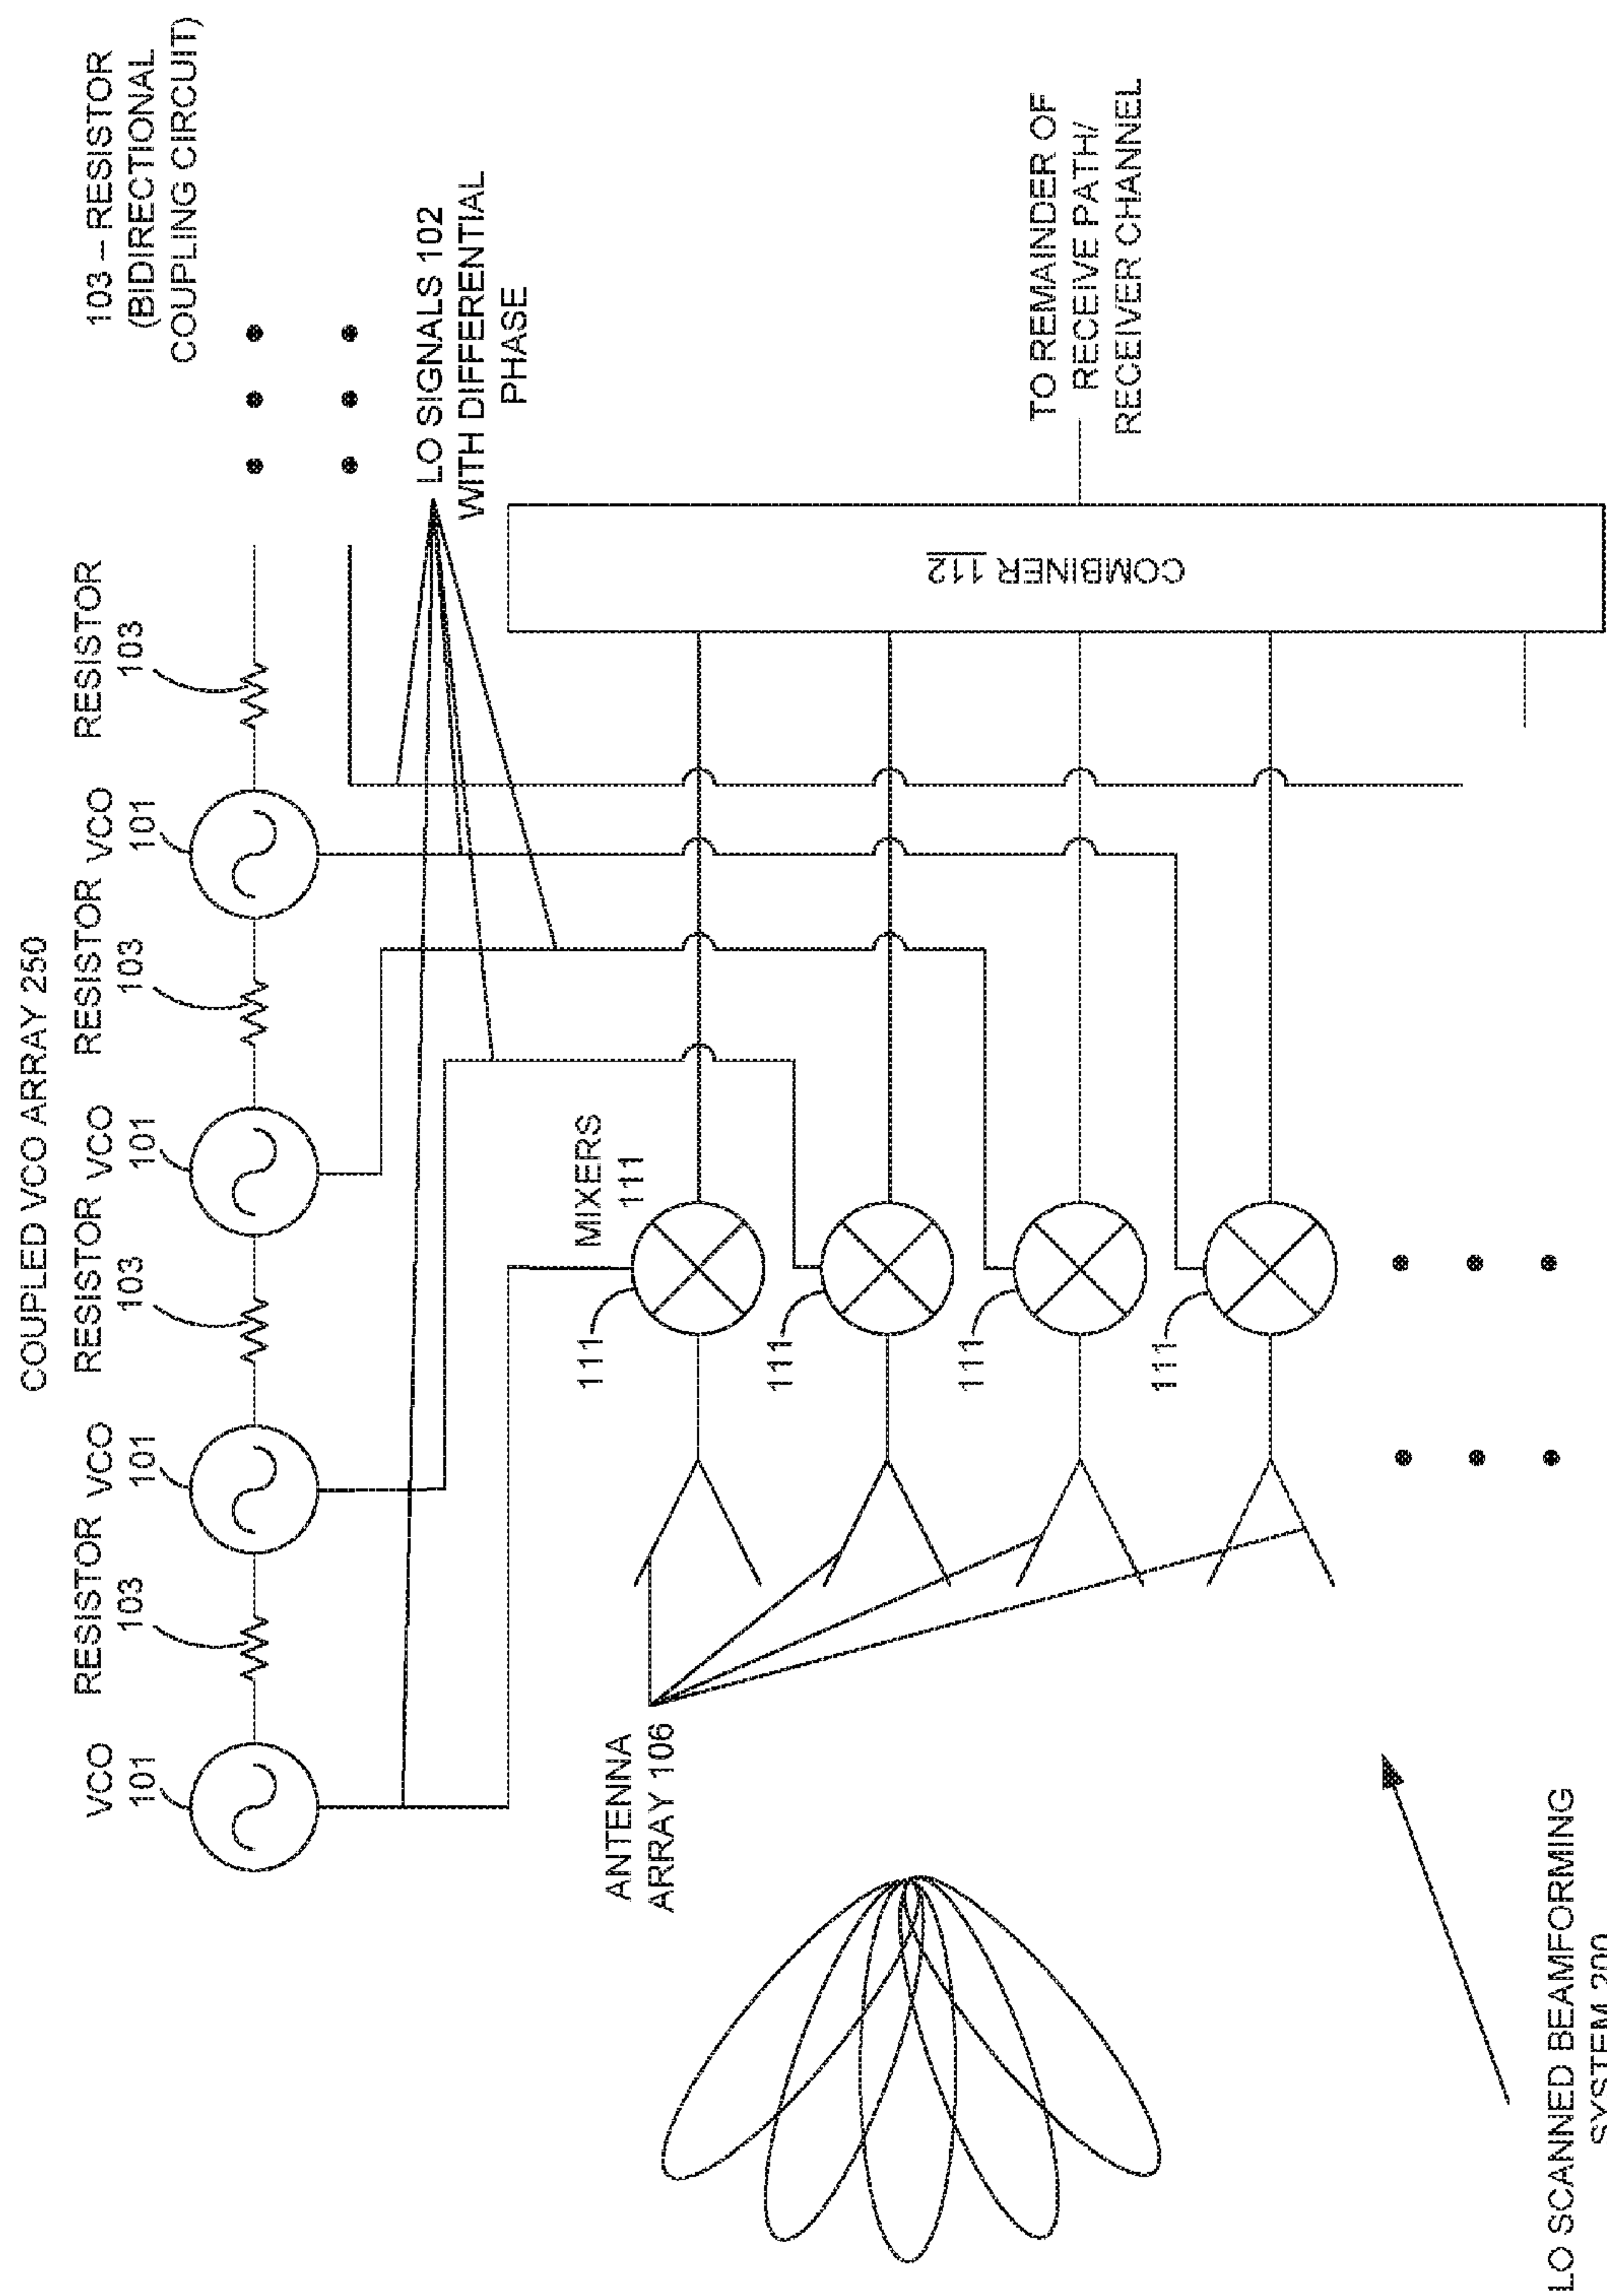 COUPLED VCO ARRAY 250
VCO
101
RESISTOR
103
VCO
101
RESISTOR
103
VCO
101
RESISTOR
103
VCO
101
RESISTOR
103
103 – RESISTOR
(BIDIRECTIONAL
COUPLING CIRCUIT)
LO SIGNALS 102
WITH DIFFERENTIAL
PHASE
MIXERS
111
111
111
111
111
ANTENNA
ARRAY 106
COMBINER 112
TO REMAINDER OF
RECEIVE PATH/
RECEIVER CHANNEL
LO SCANNED BEAMFORMING
SYSTEM 200